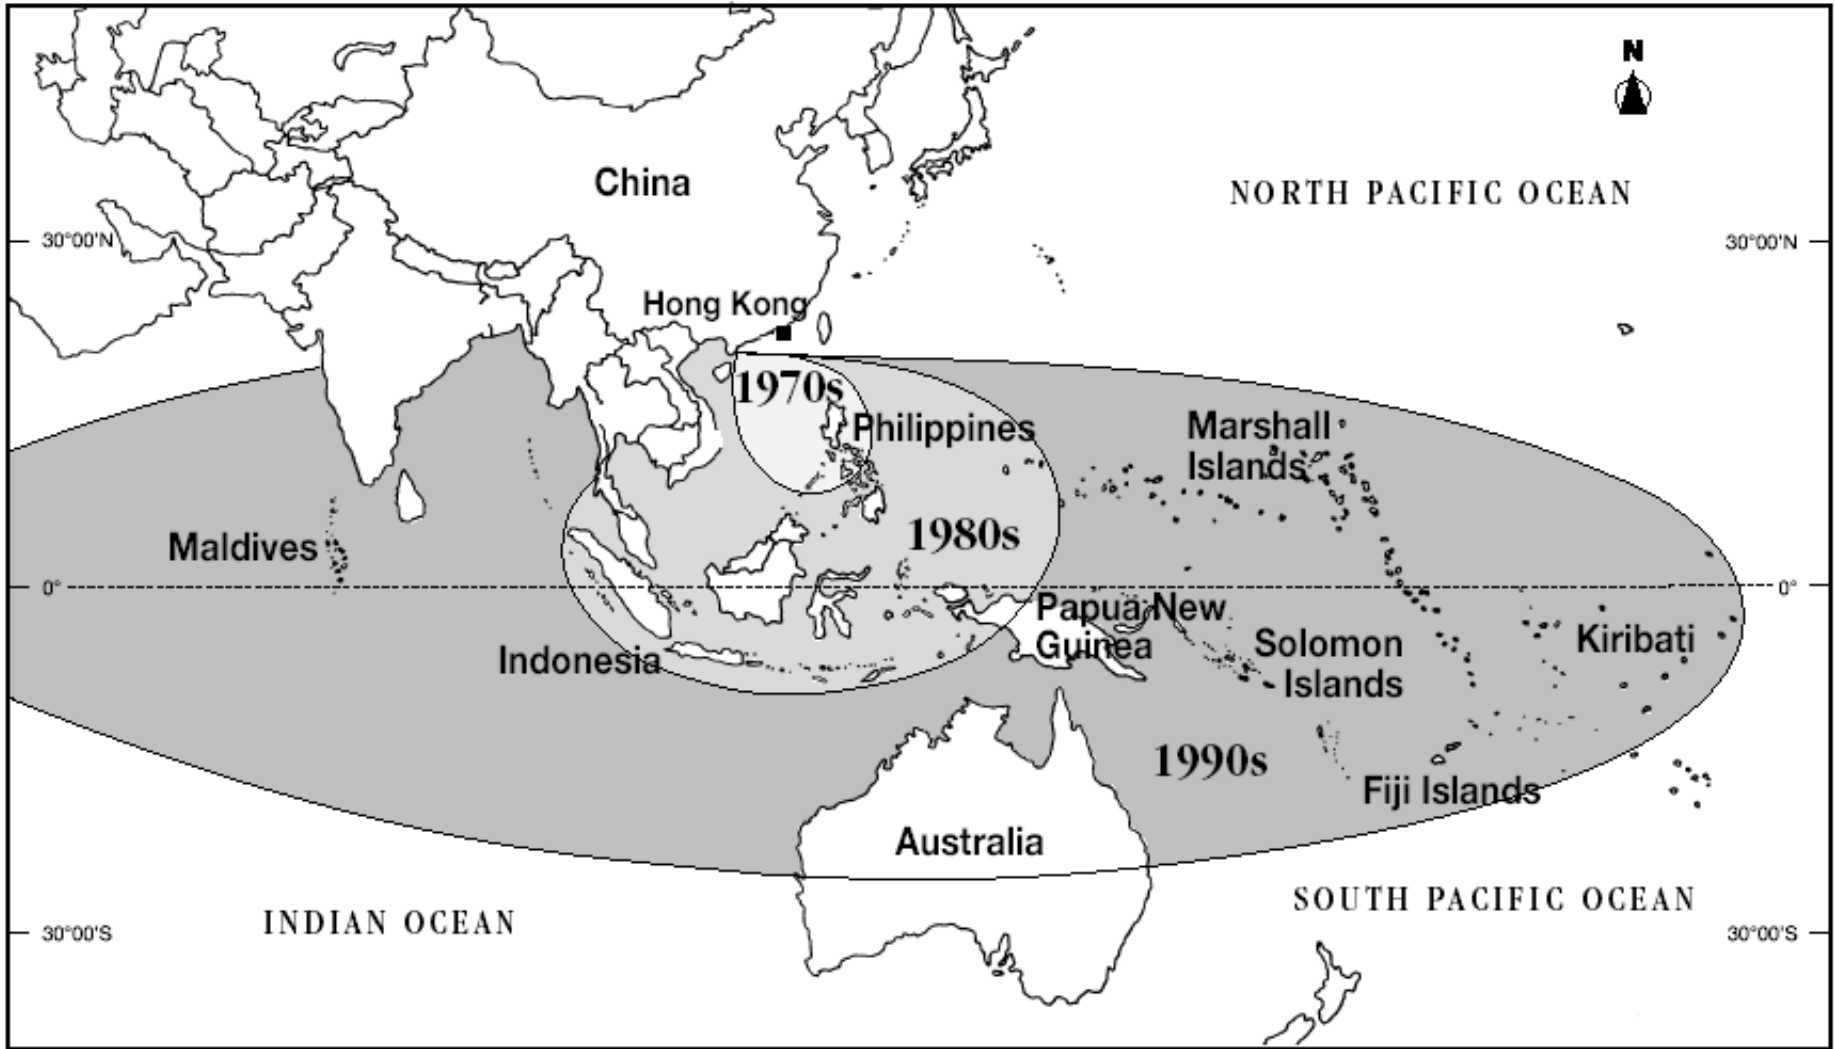 N
China
NORTH PACIFIC OCEAN
30°00'N
30°00'N
Hong Kong
1970s
Philippines
Marshall
Islands
1980s
Maldives
0°
0°
Papua New
Guinea
Solomon
Islands
Kiribati
Indonesia
1990s
Fiji Islands
Australia
SOUTH PACIFIC OCEAN
INDIAN OCEAN
30°00'S
30°00'S